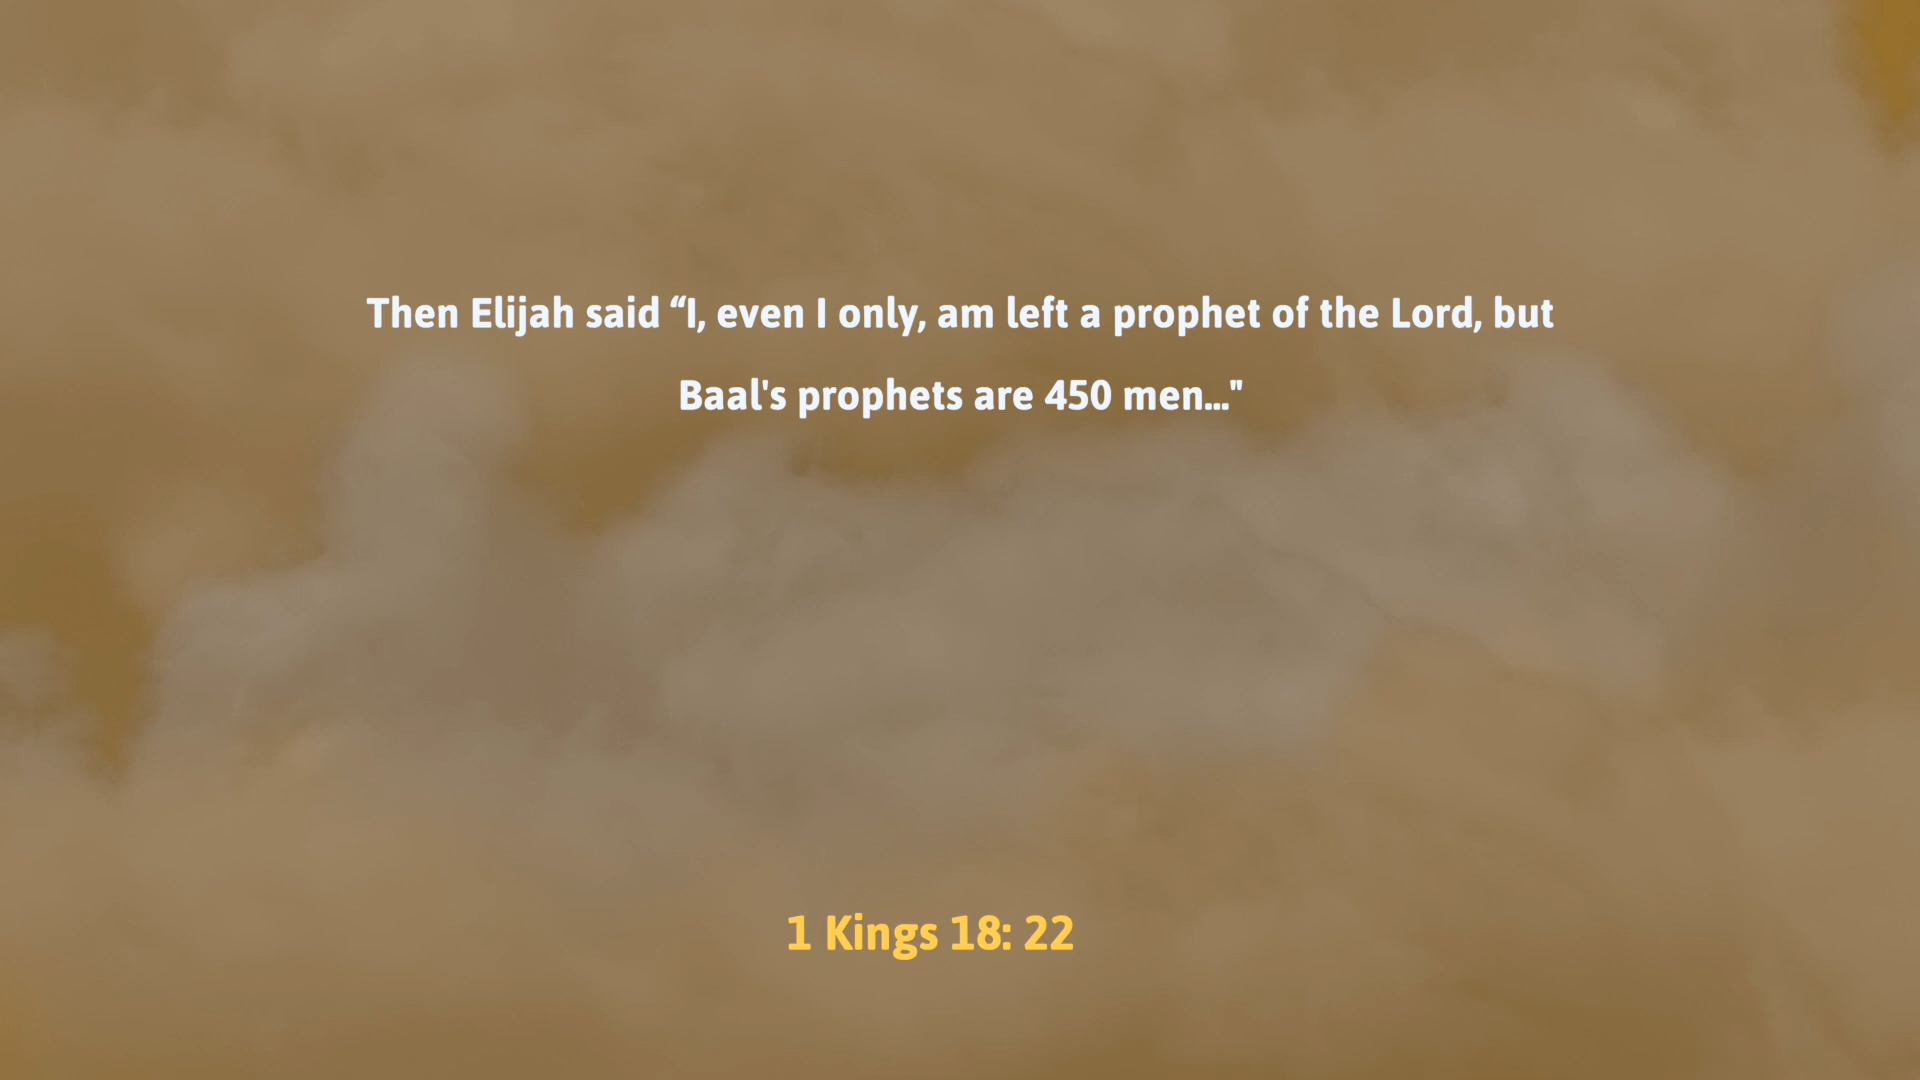 Then Elijah said “I, even I only, am left a prophet of the Lord, but
Baal's prophets are 450 men..."
1 Kings 18: 22